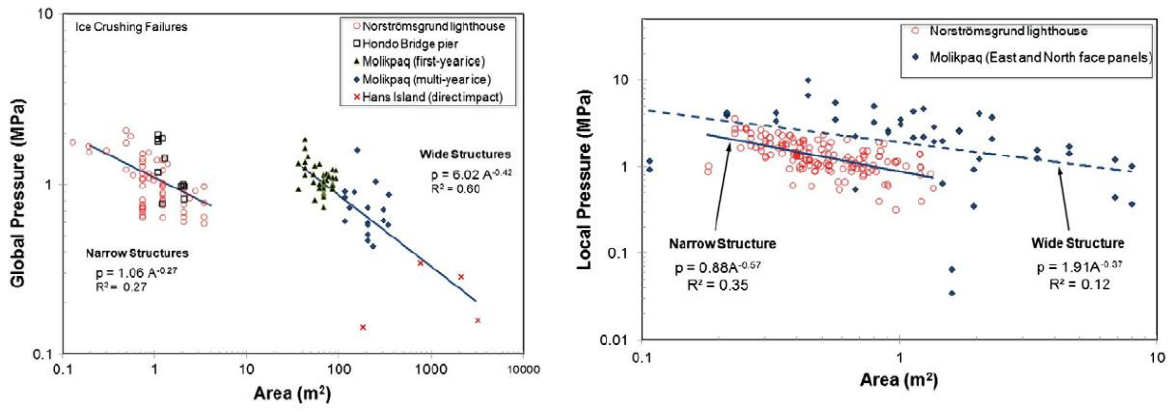 Ice Crushing Failures
Norströmsgrund lighthouse
Hondo Bridge pier
Molikpaq (first-year ice)
Molikpaq (multi-year ice)
Hans Island (direct impact)
Wide Structures
p = 6.02 A^-0.42
R² = 0.60
Narrow Structures
p = 1.06 A^-0.27
R² = 0.27
Global Pressure (MPa)
10
1
0.1
0.1
1
10
100
1000
10000
Area (m²)
Norströmsgrund lighthouse
Molikpaq (East and North face panels)
Narrow Structure
p = 0.88A^-0.57
R² = 0.35
Wide Structure
p = 1.91A^-0.37
R² = 0.12
Local Pressure (MPa)
10
1
0.1
0.01
0.1
1
10
Area (m²)